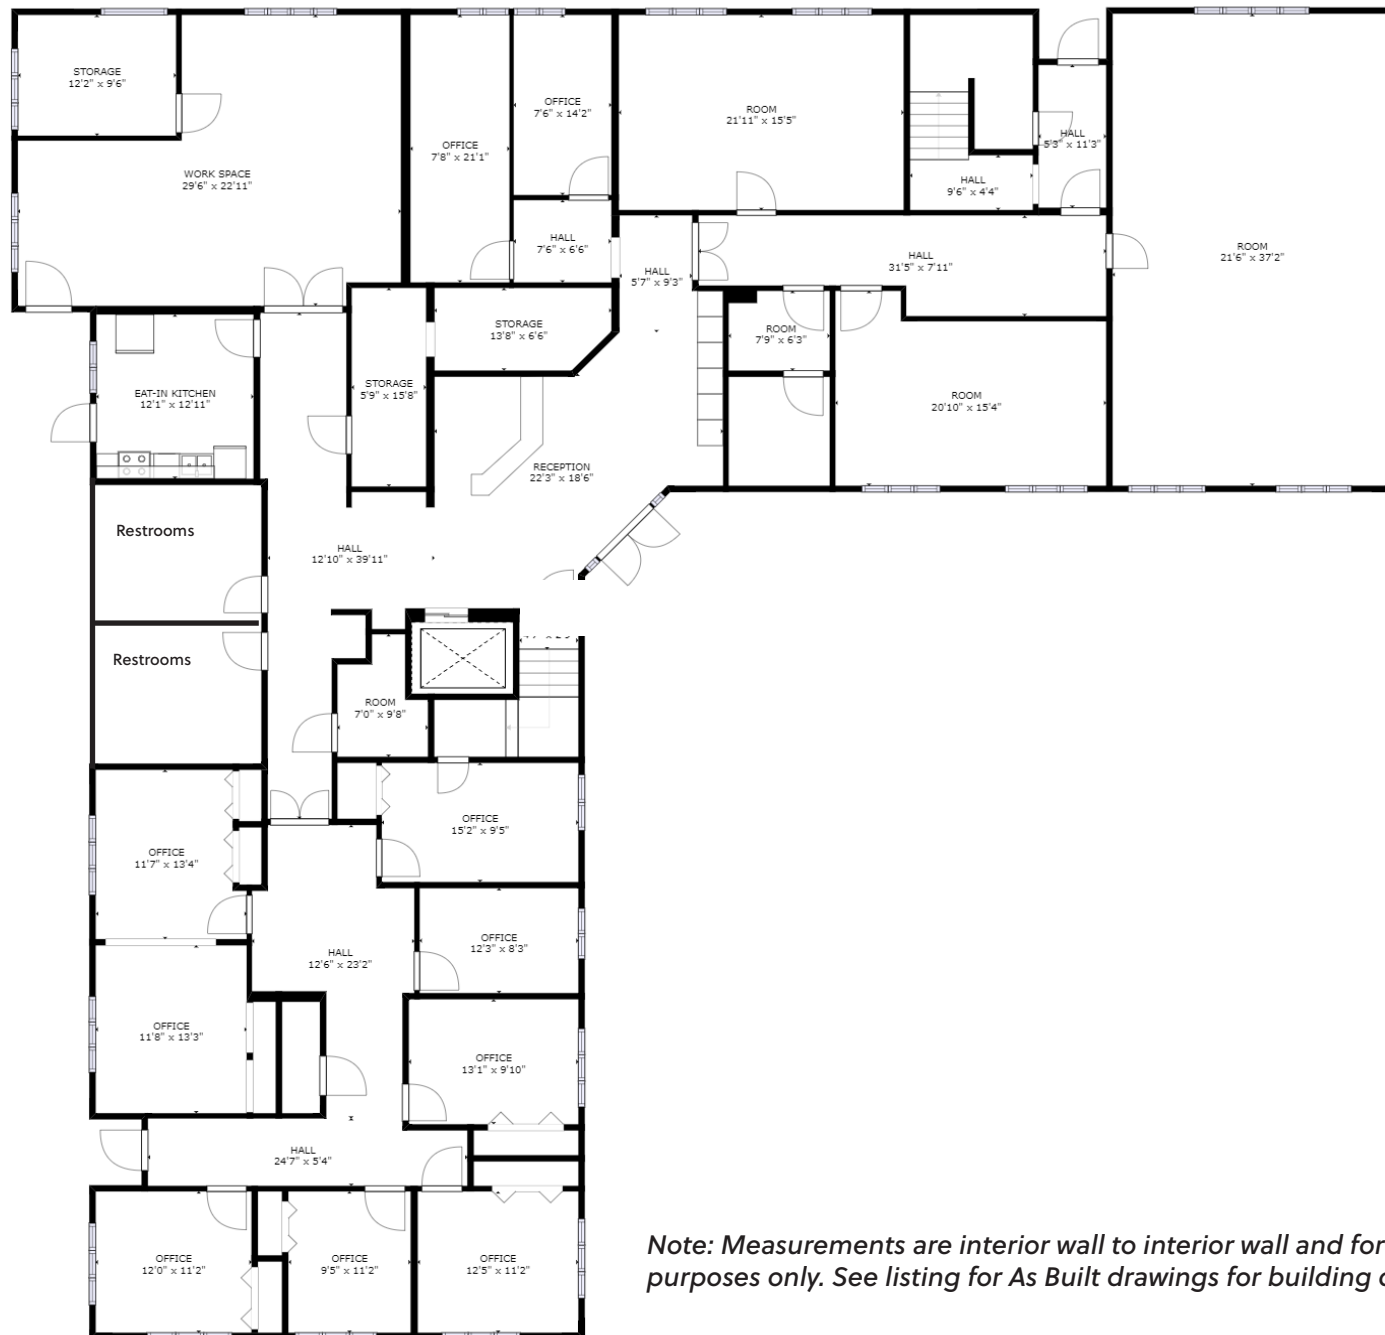 STORAGE
12'2" x 9'6"
WORK SPACE
29'6" x 22'11"
OFFICE
7'8" x 21'1"
OFFICE
7'6" x 14'2"
HALL
7'6" x 6'6"
ROOM
21'11" x 15'5"
HALL
9'6" x 4'4"
HALL
5'3" x 11'3"
ROOM
21'6" x 37'2"
HALL
5'7" x 9'3"
HALL
31'5" x 7'11"
STORAGE
13'8" x 6'6"
ROOM
7'9" x 6'3"
STORAGE
5'9" x 15'8"
EAT-IN KITCHEN
12'1" x 12'11"
ROOM
20'10" x 15'4"
RECEPTION
22'3" x 18'6"
Restrooms
HALL
12'10" x 39'11"
Restrooms
ROOM
7'0" x 9'8"
OFFICE
15'2" x 9'5"
OFFICE
11'7" x 13'4"
OFFICE
12'3" x 8'3"
HALL
12'6" x 23'2"
OFFICE
11'8" x 13'3"
OFFICE
13'1" x 9'10"
HALL
24'7" x 5'4"
OFFICE
12'0" x 11'2"
OFFICE
9'5" x 11'2"
OFFICE
12'5" x 11'2"
Note: Measurements are interior wall to interior wall and for
purposes only. See listing for As Built drawings for building